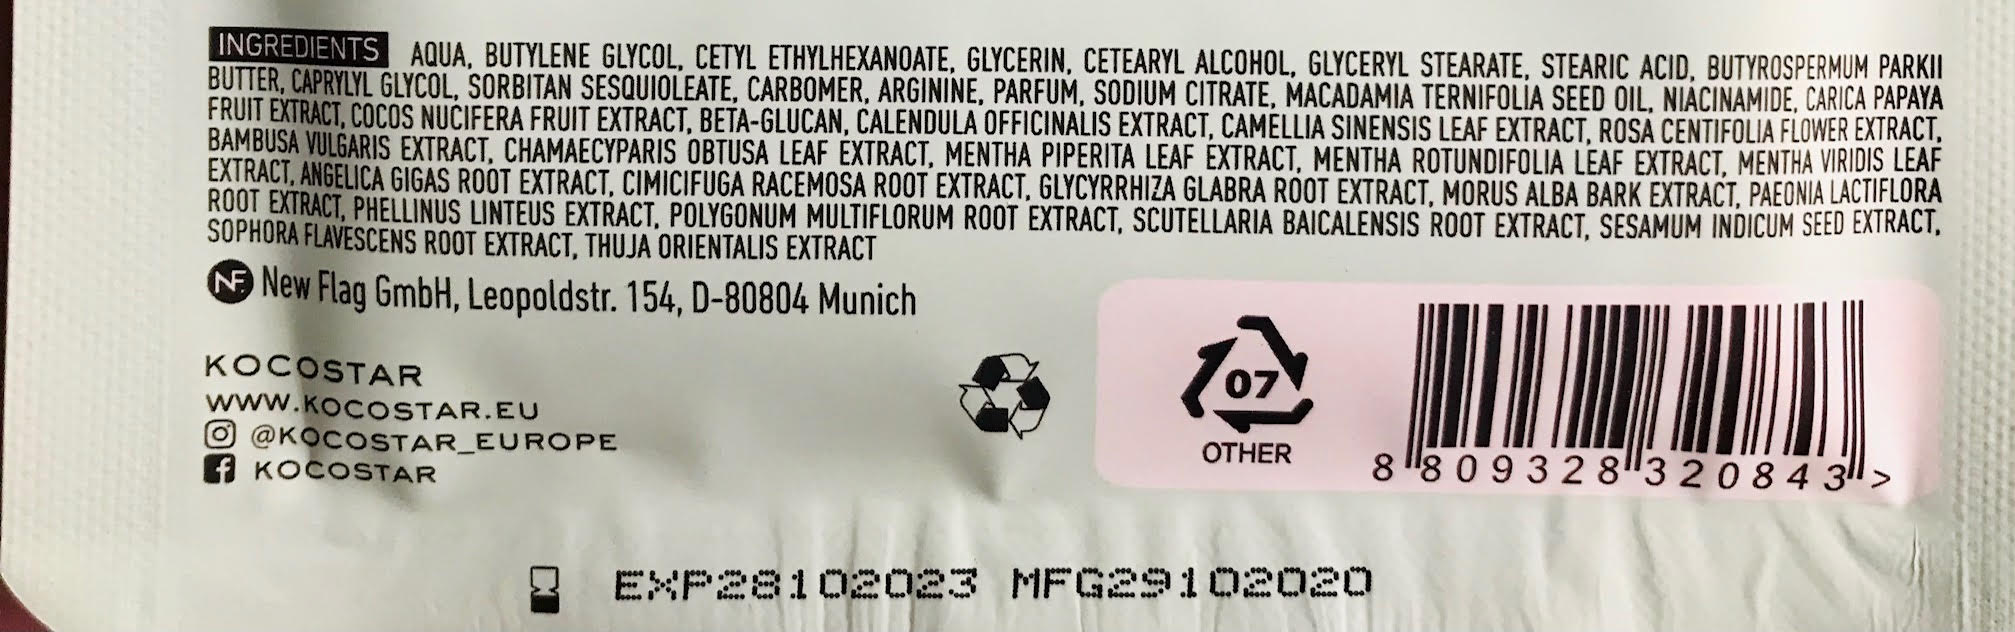 INGREDIENTS AQUA, BUTYLENE GLYCOL, CETYL ETHYLHEXANOATE, GLYCERIN, CETEARYL ALCOHOL, GLYCERYL STEARATE, STEARIC ACID, BUTYROSPERMUM PARKII
BUTTER, CAPRYLYL GLYCOL, SORBITAN SESQUIOLEATE, CARBOMER, ARGININE, PARFUM, SODIUM CITRATE, MACADAMIA TERNIFOLIA SEED OIL, NIACINAMIDE, CARICA PAPAYA
FRUIT EXTRACT, COCOS NUCIFERA FRUIT EXTRACT, BETA-GLUCAN, CALENDULA OFFICINALIS EXTRACT, CAMELLIA SINENSIS LEAF EXTRACT, ROSA CENTIFOLIA FLOWER EXTRACT,
BAMBUSA VULGARIS EXTRACT, CHAMAECYPARIS OBTUSA LEAF EXTRACT, MENTHA PIPERITA LEAF EXTRACT, MENTHA ROTUNDIFOLIA LEAF EXTRACT, MENTHA VIRIDIS LEAF
EXTRACT, ANGELICA GIGAS ROOT EXTRACT, CIMICIFUGA RACEMOSA ROOT EXTRACT, GLYCYRRHIZA GLABRA ROOT EXTRACT, MORUS ALBA BARK EXTRACT, PAEONIA LACTIFLORA
ROOT EXTRACT, PHELLINUS LINTEUS EXTRACT, POLYGONUM MULTIFLORUM ROOT EXTRACT, SCUTELLARIA BAICALENSIS ROOT EXTRACT, SESAMUM INDICUM SEED EXTRACT,
SOPHORA FLAVESCENS ROOT EXTRACT, THUJA ORIENTALIS EXTRACT
NF New Flag GmbH, Leopoldstr. 154, D-80804 Munich
KOCOSTAR
WWW.KOCOSTAR.EU
@KOCOSTAR_EUROPE
KOCOSTAR
07
OTHER
8 809328 320843 >
EXP28102023 MFG29102020